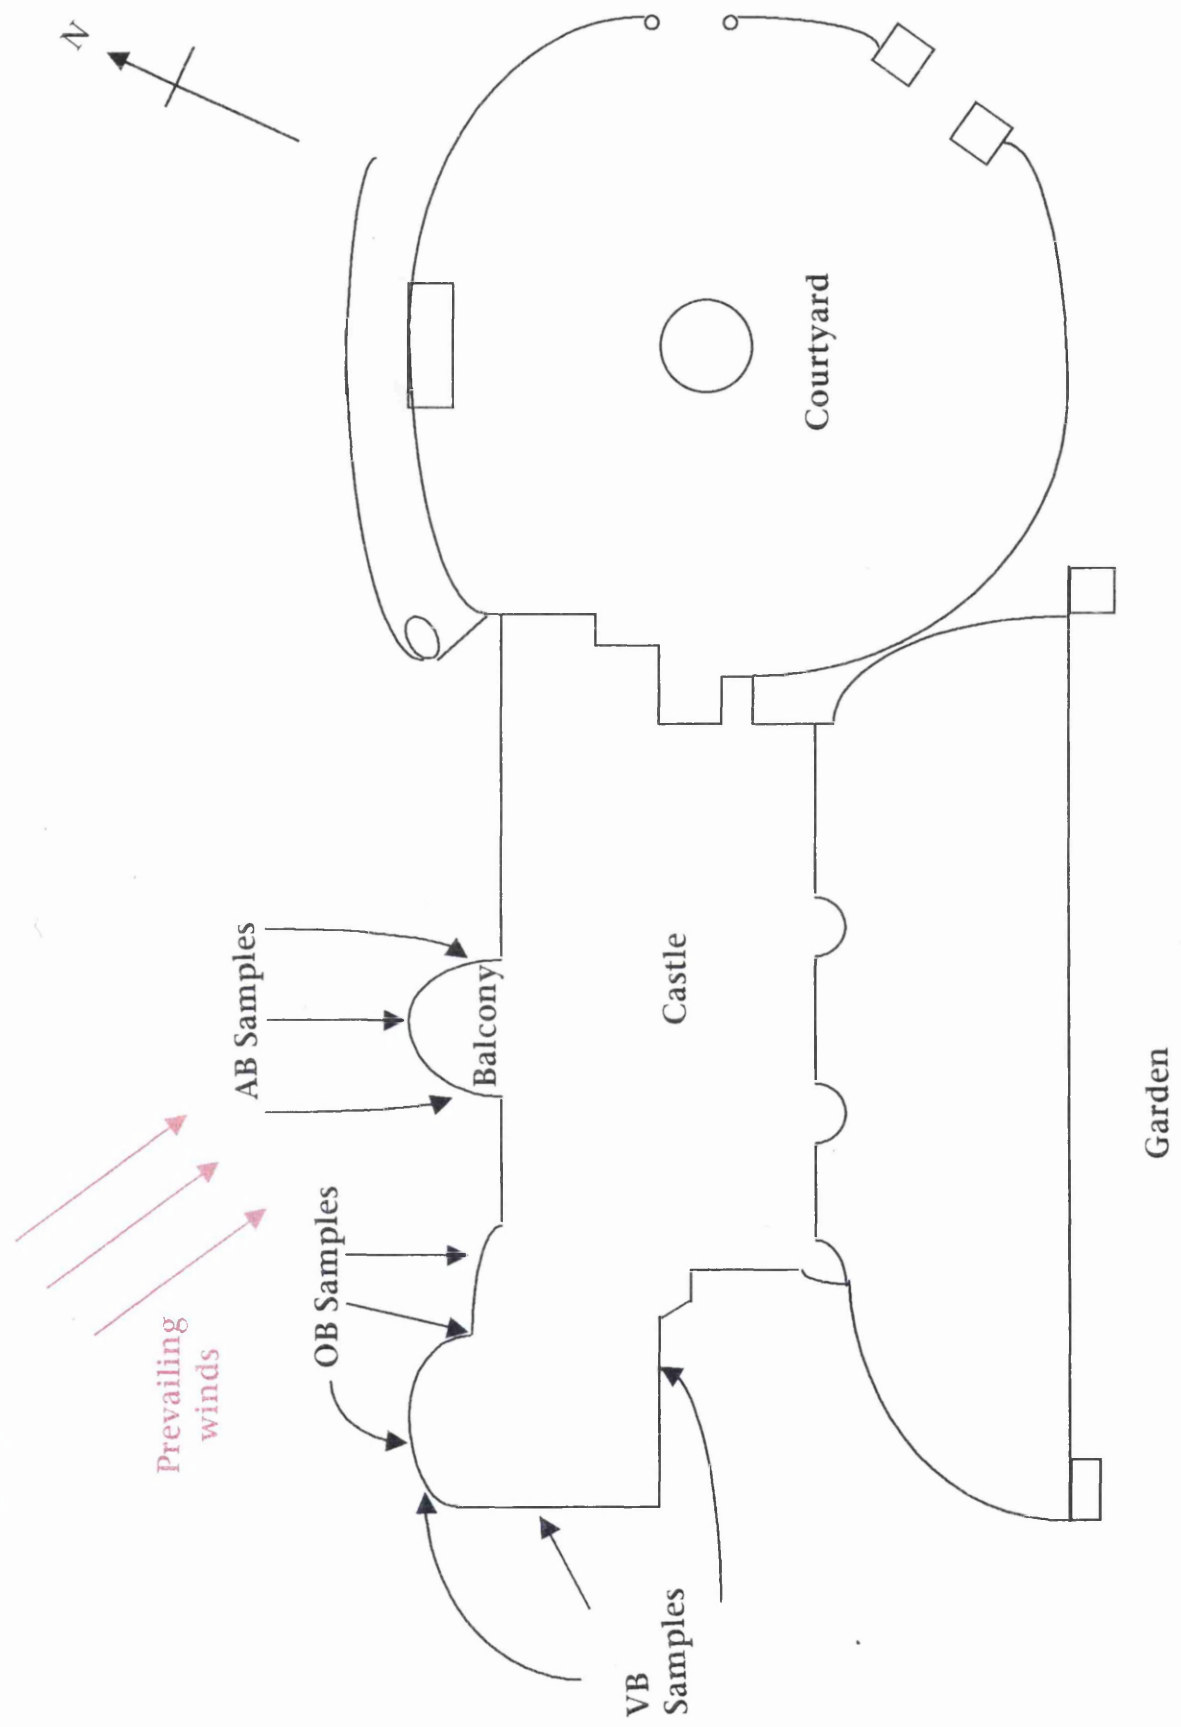 N
Prevailing
winds
AB Samples
OB Samples
Balcony
Castle
Courtyard
VB
Samples
Garden